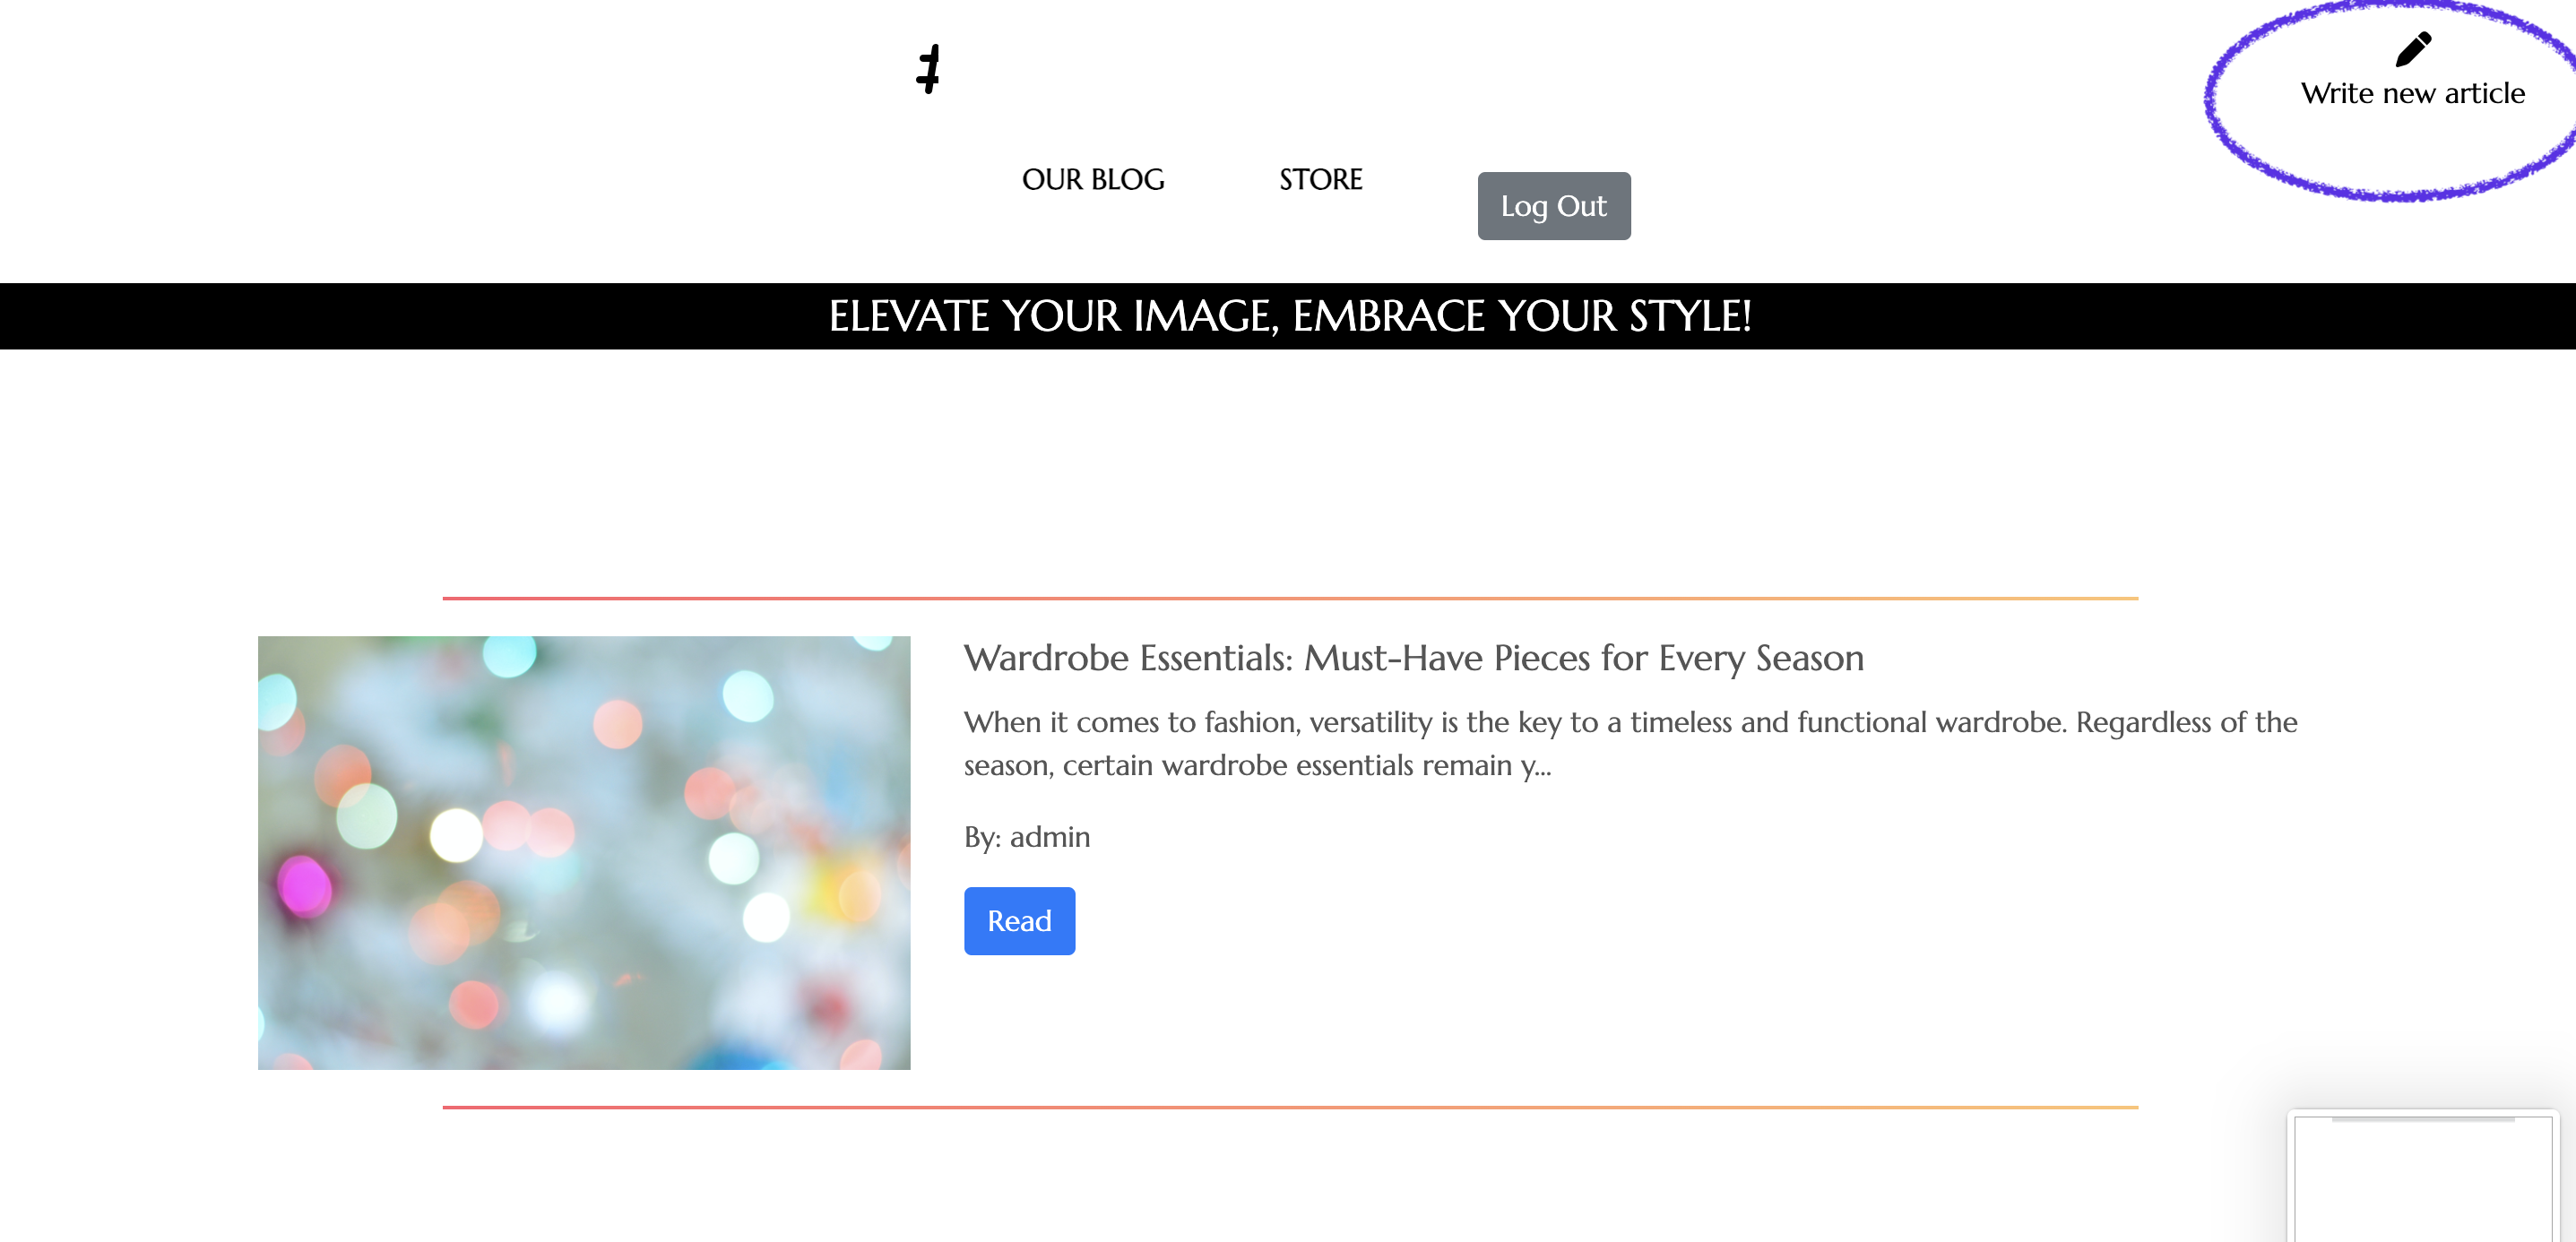 Write new article
OUR BLOG STORE Log Out
ELEVATE YOUR IMAGE, EMBRACE YOUR STYLE!
Wardrobe Essentials: Must-Have Pieces for Every Season
When it comes to fashion, versatility is the key to a timeless and functional wardrobe. Regardless of the
season, certain wardrobe essentials remain y...
By: admin
Read